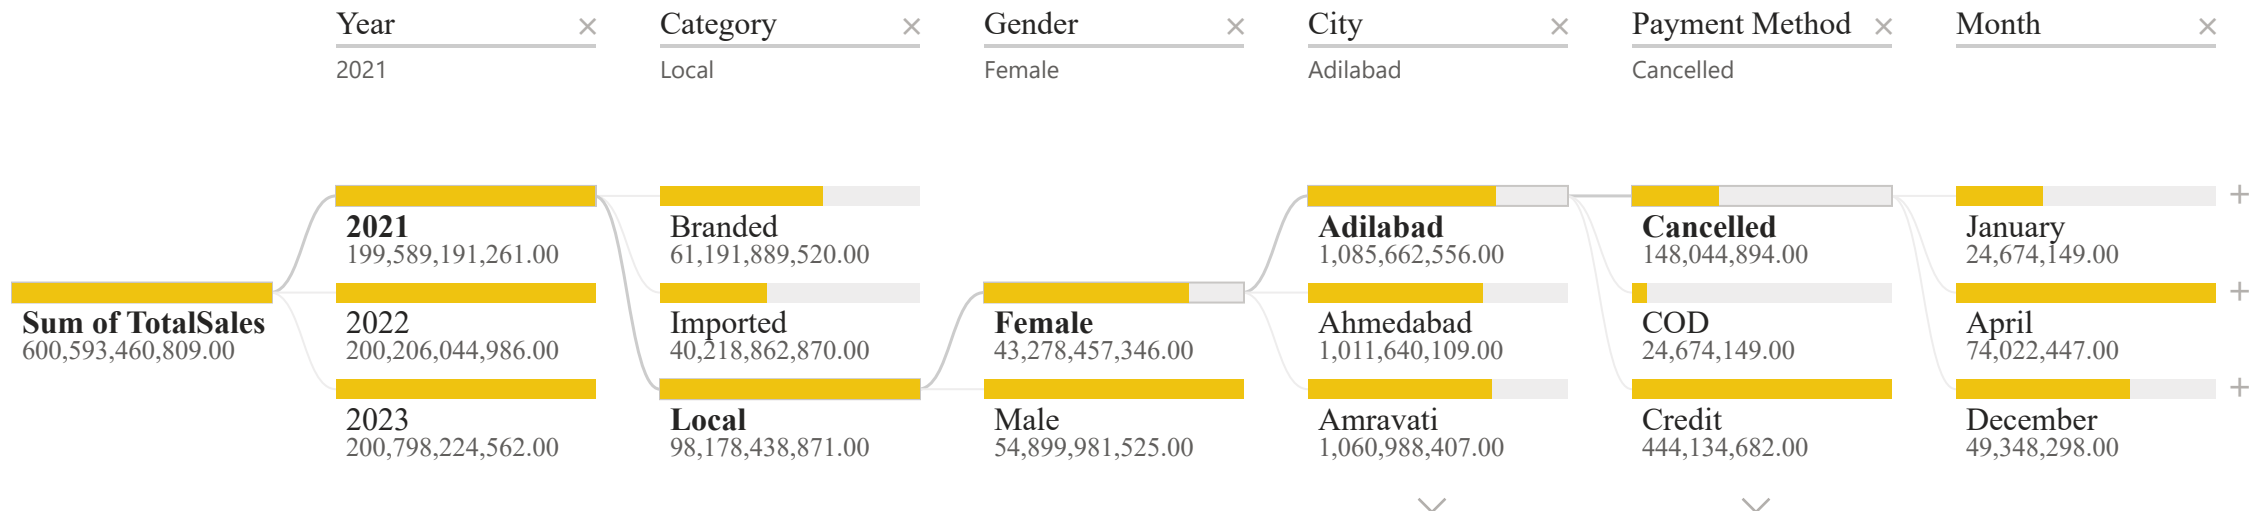 Year
Category
Gender
City
Payment Method
Month
2021
Local
Female
Adilabad
Cancelled
Sum of TotalSales
600,593,460,809.00
2021
199,589,191,261.00
2022
200,206,044,986.00
2023
200,798,224,562.00
Branded
61,191,889,520.00
Imported
40,218,862,870.00
Local
98,178,438,871.00
Female
43,278,457,346.00
Male
54,899,981,525.00
Adilabad
1,085,662,556.00
Ahmedabad
1,011,640,109.00
Amravati
1,060,988,407.00
Cancelled
148,044,894.00
COD
24,674,149.00
Credit
444,134,682.00
January
24,674,149.00
April
74,022,447.00
December
49,348,298.00